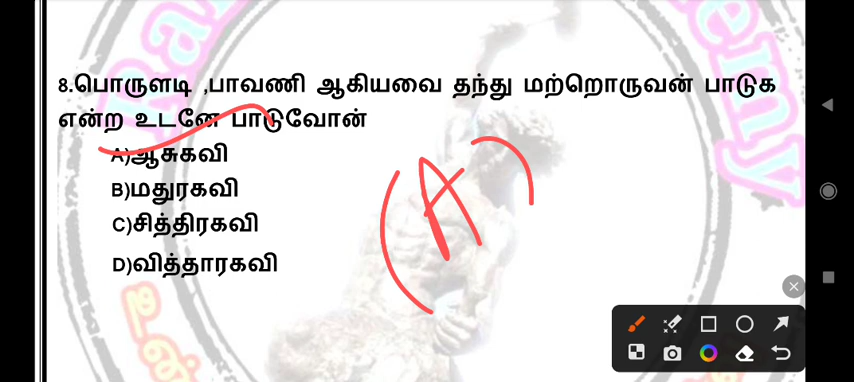 8.பொருளடி ,பாவணி ஆகியவை தந்து மற்றொருவன் பாடுக
என்ற உடனே பாடுவோன்
A)ஆசுகவி
B)மதுரகவி
C)சித்திரகவி
D)வித்தாரகவி
(A)